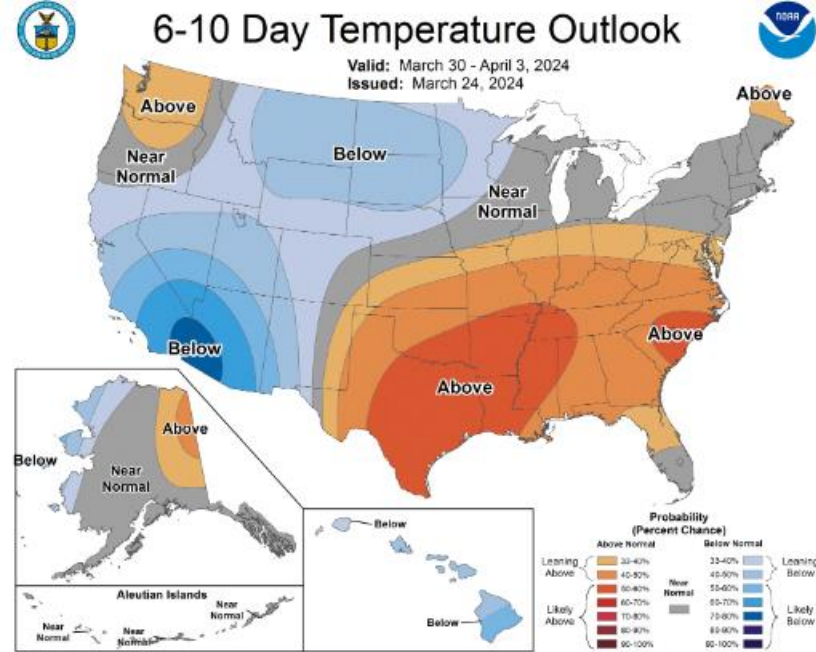 6-10 Day Temperature Outlook
Valid: March 30 - April 3, 2024
Issued: March 24, 2024
NOAA
Above
Near
Normal
Below
Near
Normal
Above
Below
Above
Above
Below
Near
Normal
Above
Below
Below
Aleutian Islands
Near
Normal
Near
Normal
Near
Normal
Probability
(Percent Chance)
Above Normal
Below Normal
Leaning
Above
Likely
Above
33-40%
40-50%
50-60%
60-70%
70-80%
80-90%
90-100%
Near
Normal
33-40%
40-50%
50-60%
60-70%
70-80%
80-90%
90-100%
Leaning
Below
Likely
Below